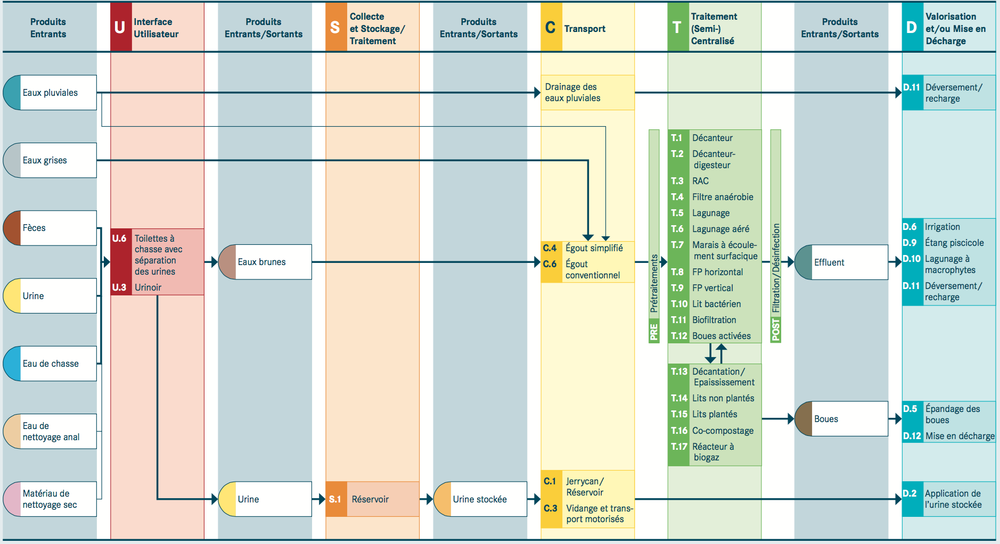 Produits
Entrants
U
Interface
Utilisateur
Produits
Entrants/Sortants
S
Collecte
et Stockage/
Traitement
Produits
Entrants/Sortants
C
Transport
T
Traitement
(Semi-)
Centralisé
Produits
Entrants/Sortants
D
Valorisation
et/ou Mise en
Décharge
Eaux pluviales
Drainage des
eaux pluviales
D.11 Déversement/
recharge
Eaux grises
Fèces
Urine
Eau de chasse
Eau de
nettoyage anal
Matériau de
nettoyage sec
U.6 Toilettes à
chasse avec
séparation
des urines
U.3 Urinoir
Eaux brunes
C.4 Égout simplifié
C.6 Égout
conventionnel
PRE Prétraitements
T.1 Décanteur
T.2 Décanteur-
digesteur
T.3 RAC
T.4 Filtre anaérobie
T.5 Lagunage
T.6 Lagunage aéré
T.7 Marais à écoule-
ment surfacique
T.8 FP horizontal
T.9 FP vertical
T.10 Lit bactérien
T.11 Biofiltration
T.12 Boues activées
POST Filtration/Désinfection
Effluent
D.6 Irrigation
D.9 Étang piscicole
D.10 Lagunage à
macrophytes
D.11 Déversement/
recharge
T.13 Décantation/
Epaississement
T.14 Lits non plantés
T.15 Lits plantés
T.16 Co-compostage
T.17 Réacteur à
biogaz
Boues
D.5 Épandage des
boues
D.12 Mise en décharge
Urine
S.1 Réservoir
Urine stockée
C.1 Jerrycan/
Réservoir
C.3 Vidange et trans-
port motorisés
D.2 Application de
l'urine stockée